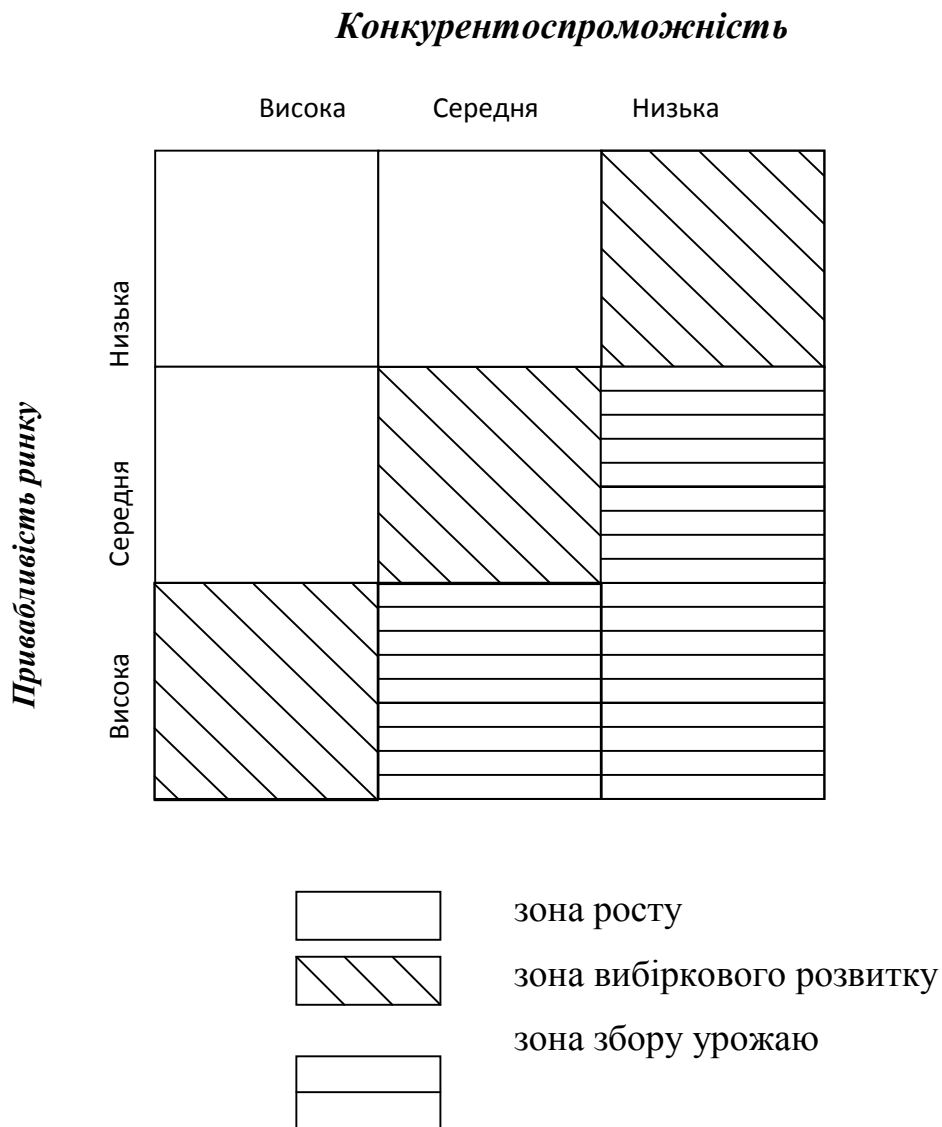 Конкурентоспроможність
Висока Середня Низька
Привабливість ринку
Низька
Середня
Висока
зона росту
зона вибіркового розвитку
зона збору урожаю